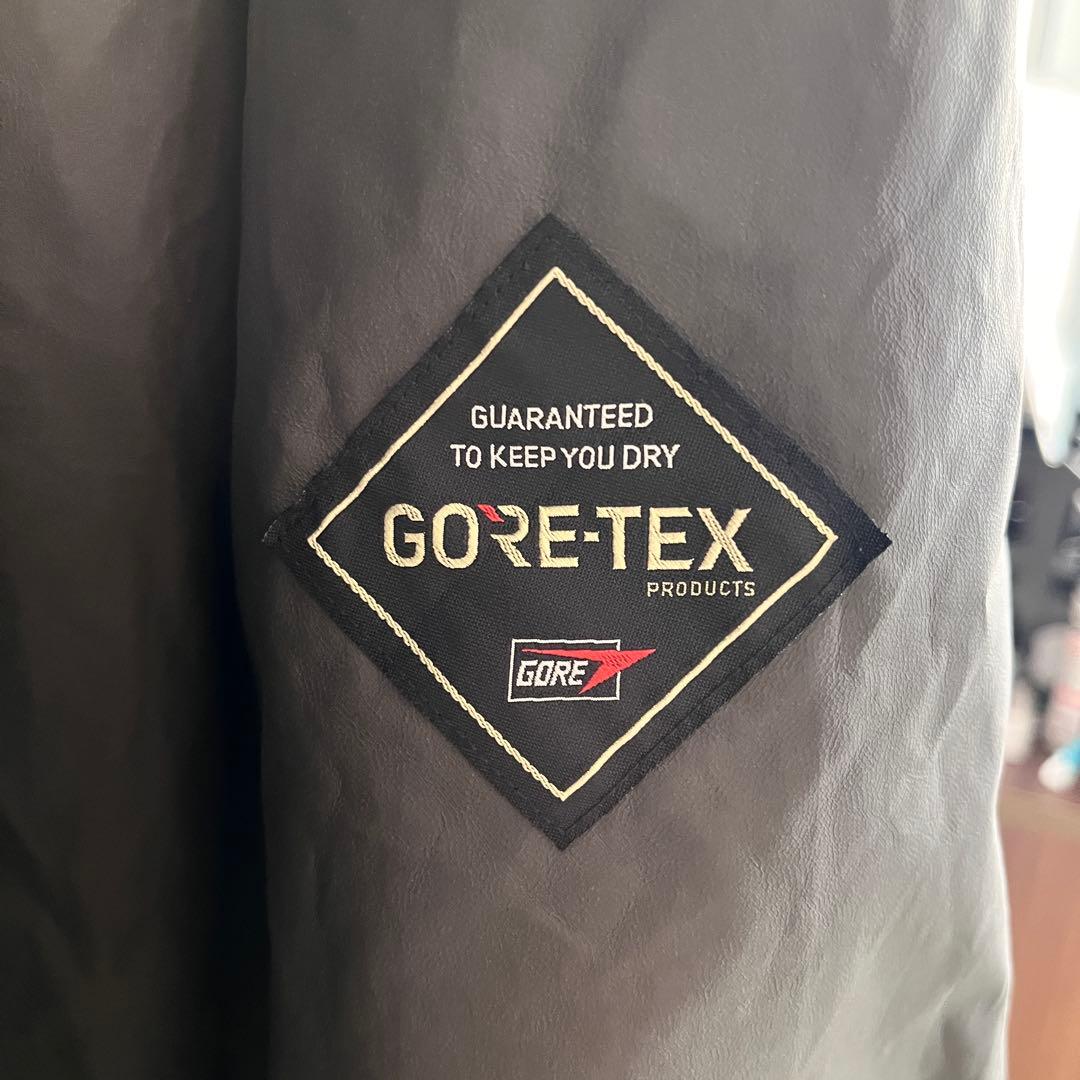 GUARANTEED
TO KEEP YOU DRY
GORE-TEX
PRODUCTS
GORE